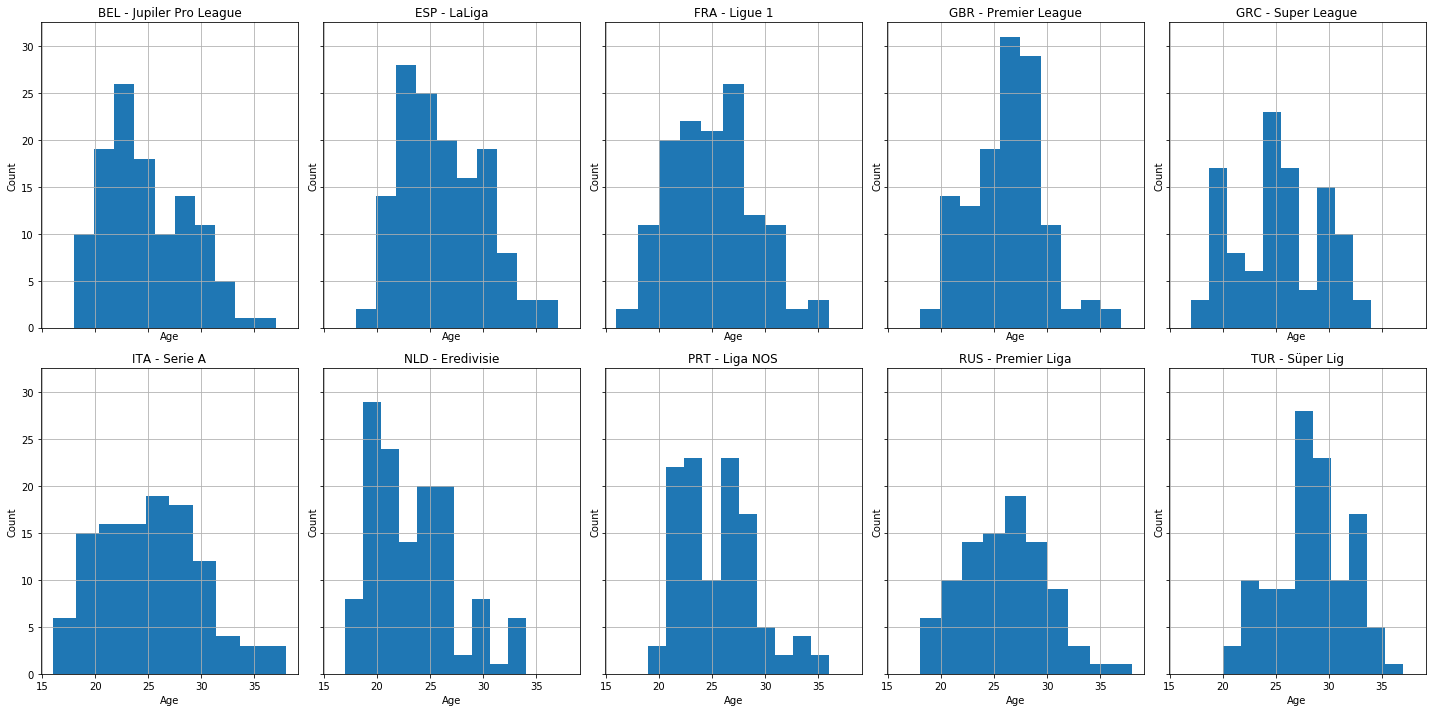 BEL - Jupiler Pro League
ESP - LaLiga
FRA - Ligue 1
GBR - Premier League
GRC - Super League
30
25
20
15
10
5
0
Count
Count
Count
Count
Count
Age
Age
Age
Age
Age
ITA - Serie A
NLD - Eredivisie
PRT - Liga NOS
RUS - Premier Liga
TUR - Süper Lig
30
25
20
15
10
5
0
Count
Count
Count
Count
Count
15 20 25 30 35
15 20 25 30 35
15 20 25 30 35
15 20 25 30 35
15 20 25 30 35
Age
Age
Age
Age
Age